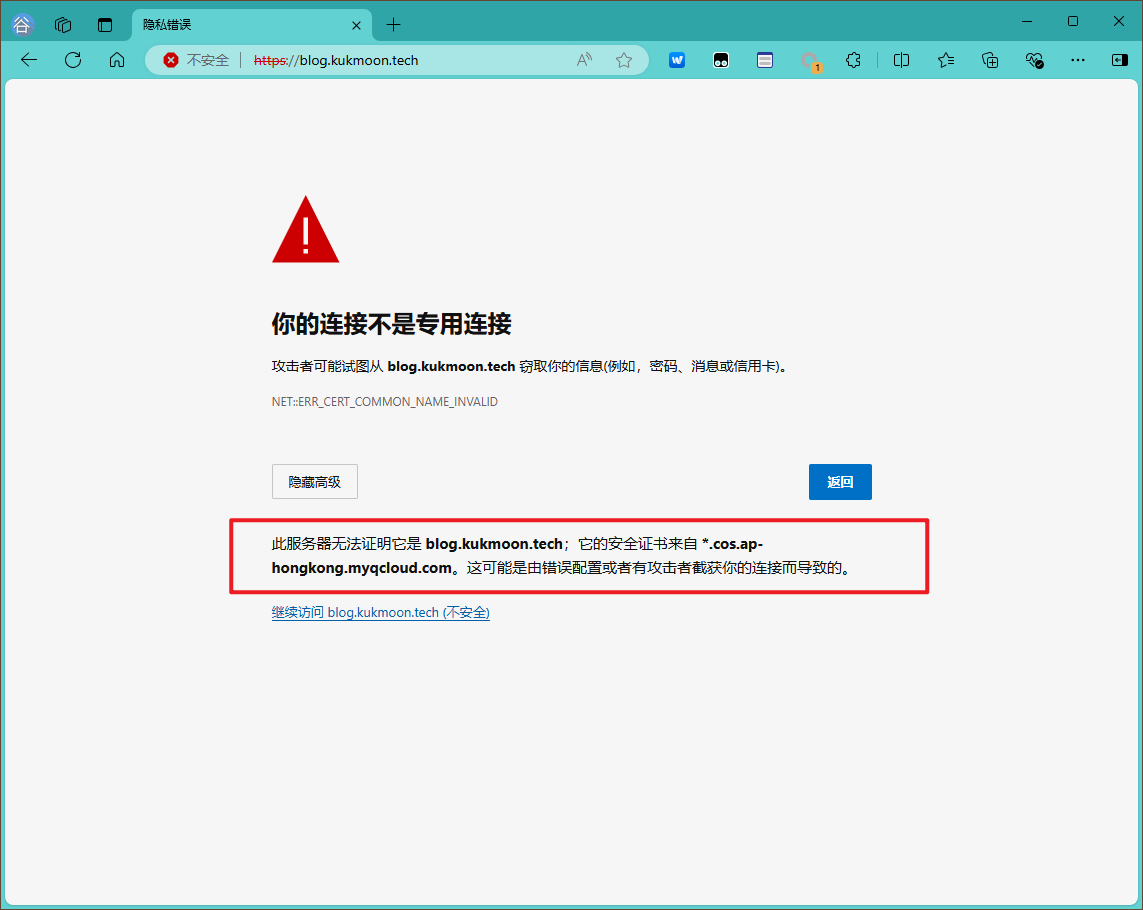 谷
隐私错误
不安全
https://blog.kukmoon.tech
A
W
1
你的连接不是专用连接
攻击者可能试图从 blog.kukmoon.tech 窃取你的信息(例如，密码、消息或信用卡)。
NET::ERR_CERT_COMMON_NAME_INVALID
隐藏高级
返回
此服务器无法证明它是 blog.kukmoon.tech；它的安全证书来自 *.cos.ap-
hongkong.myqcloud.com。这可能是由错误配置或者有攻击者截获你的连接而导致的。
继续访问 blog.kukmoon.tech (不安全)